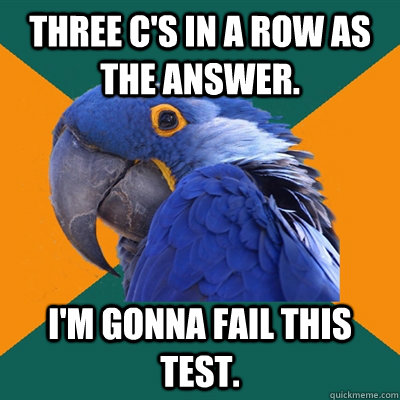 THREE C'S IN A ROW AS
THE ANSWER.
I'M GONNA FAIL THIS
TEST.
quickmeme.com